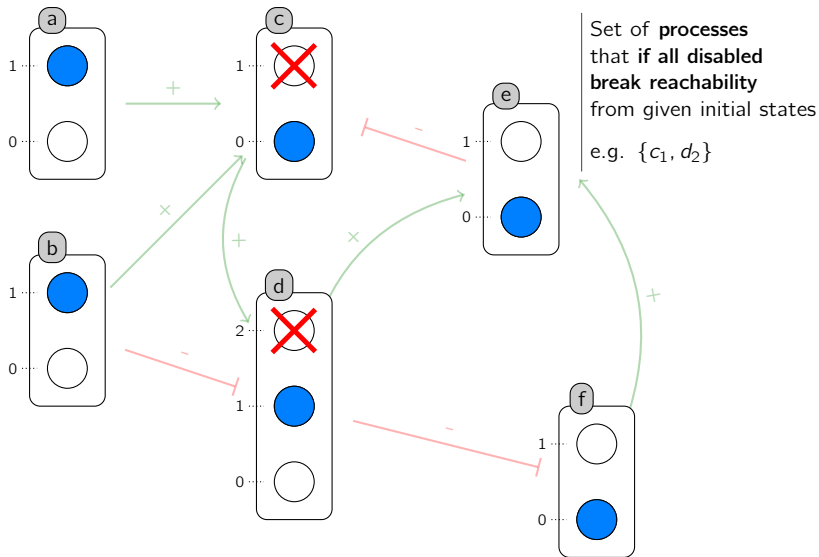 a
1
0
+
c
1
0
-
e
1
0
Set of processes
that if all disabled
break reachability
from given initial states
e.g. {c₁, d₂}
b
1
0
×
-
+
×
d
2
1
0
-
+
f
1
0